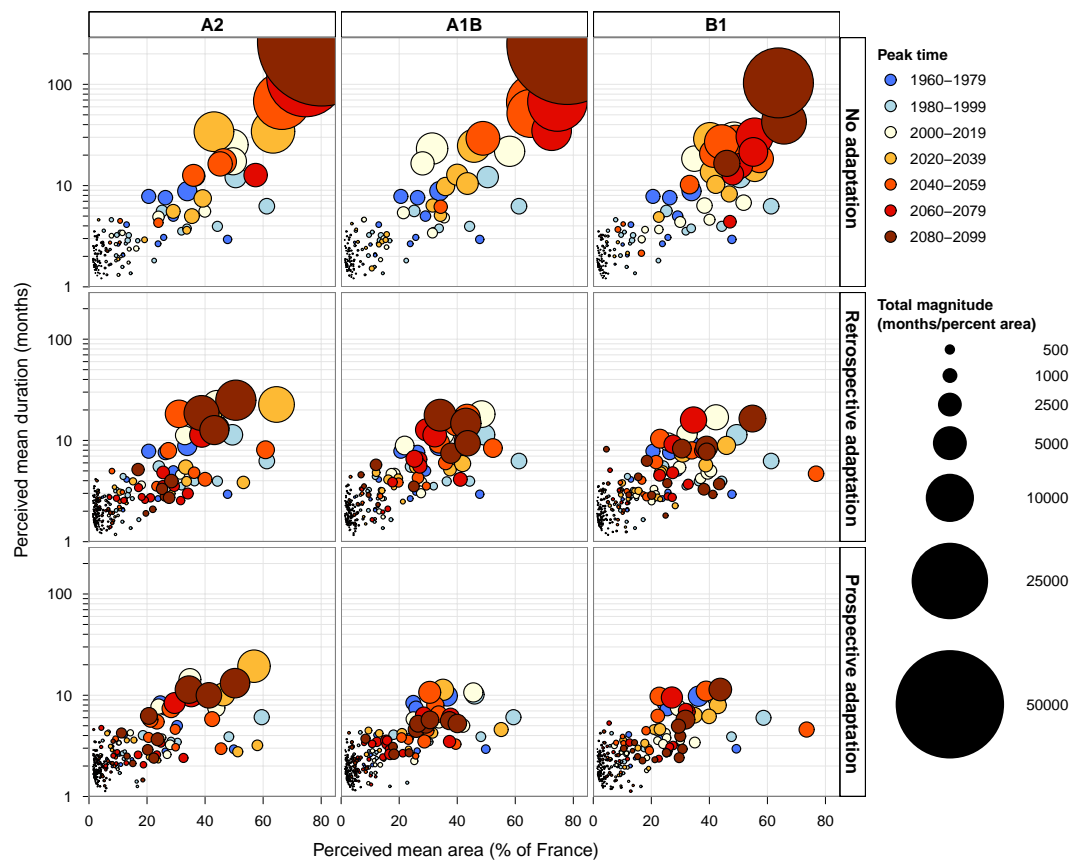 A2
A1B
B1
No adaptation
Retrospective adaptation
Prospective adaptation
Perceived mean duration (months)
100
10
1
100
10
1
100
10
1
0 20 40 60 80
0 20 40 60 80
0 20 40 60 80
Perceived mean area (% of France)
Peak time
1960–1979
1980–1999
2000–2019
2020–2039
2040–2059
2060–2079
2080–2099
Total magnitude
(months/percent area)
500
1000
2500
5000
10000
25000
50000